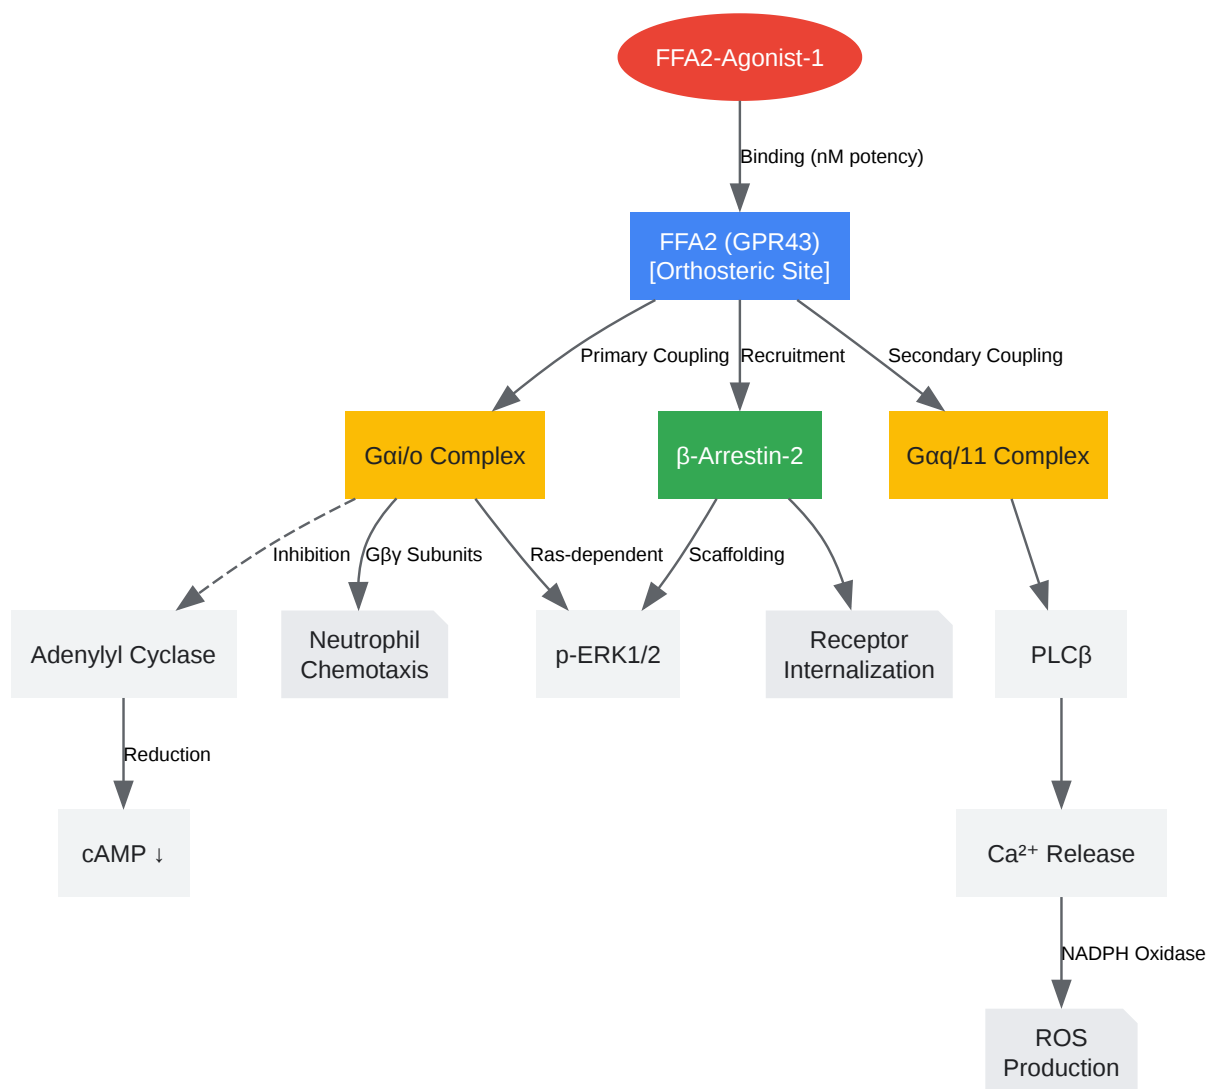 FFA2-Agonist-1
Binding (nM potency)
FFA2 (GPR43)
[Orthosteric Site]
Primary Coupling
Recruitment
Secondary Coupling
Gαi/o Complex
β-Arrestin-2
Gαq/11 Complex
Inhibition
Gβγ Subunits
Ras-dependent
Scaffolding
Adenylyl Cyclase
Neutrophil
Chemotaxis
p-ERK1/2
Receptor
Internalization
PLCβ
Reduction
cAMP ↓
Ca²⁺ Release
NADPH Oxidase
ROS
Production